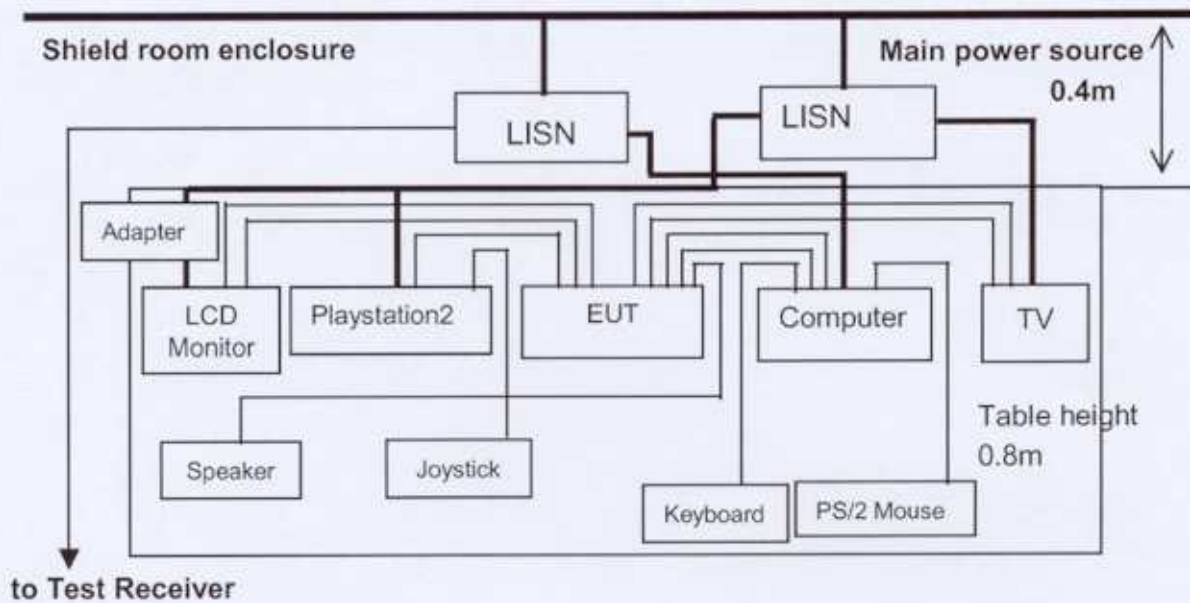 Shield room enclosure
Main power source
0.4m
LISN
LISN
Adapter
LCD
Monitor
Playstation2
EUT
Computer
TV
Table height
0.8m
Speaker
Joystick
Keyboard
PS/2 Mouse
to Test Receiver